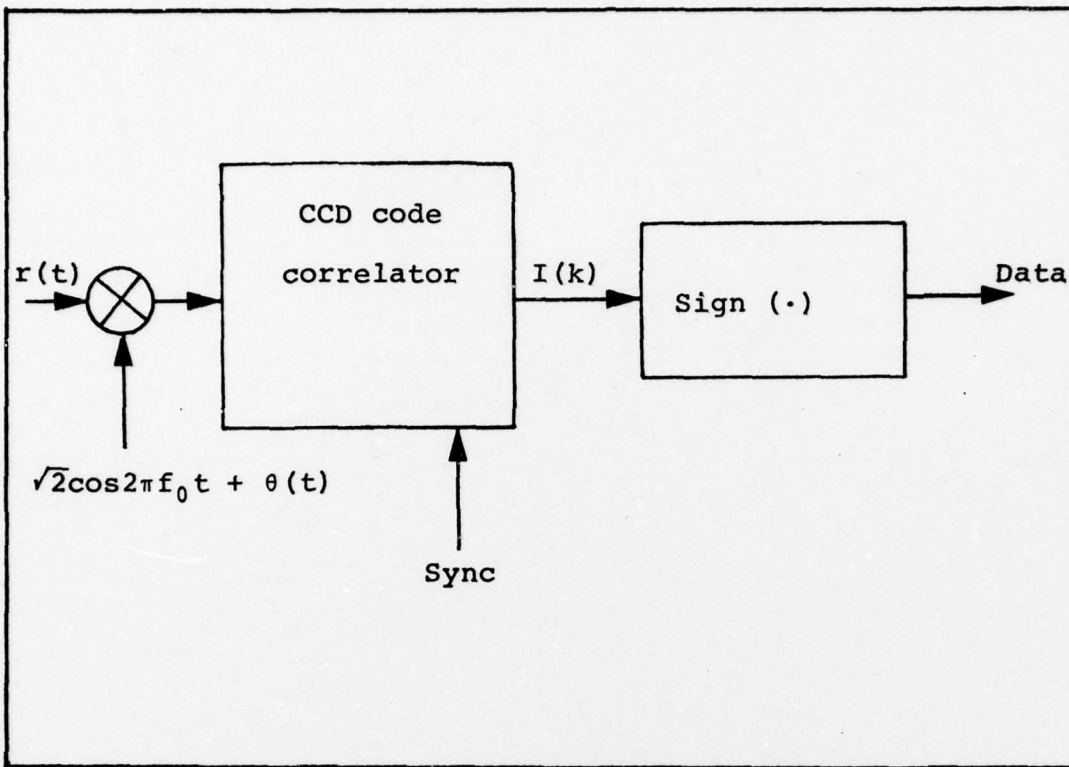 CCD code
correlator
r(t)
I(k)
Sign (·)
Data
√2cos2πf₀t + θ(t)
Sync